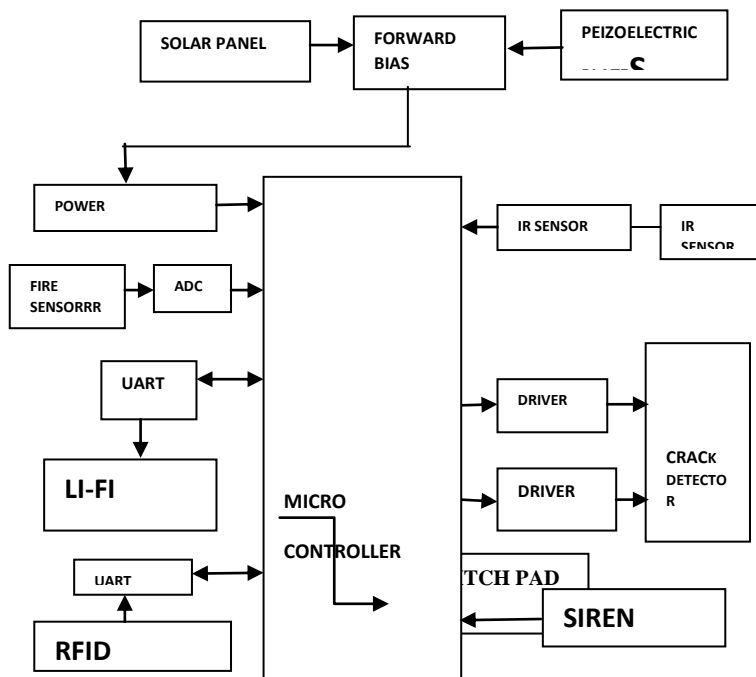 SOLAR PANEL
FORWARD
BIAS
PEIZOELECTRIC
S
POWER
IR SENSOR
IR
SENSOR
FIRE
SENSORRR
ADC
UART
DRIVER
LI-FI
CRACK
DETECTO
R
DRIVER
MICRO
CONTROLLER
UART
TCH PAD
SIREN
RFID